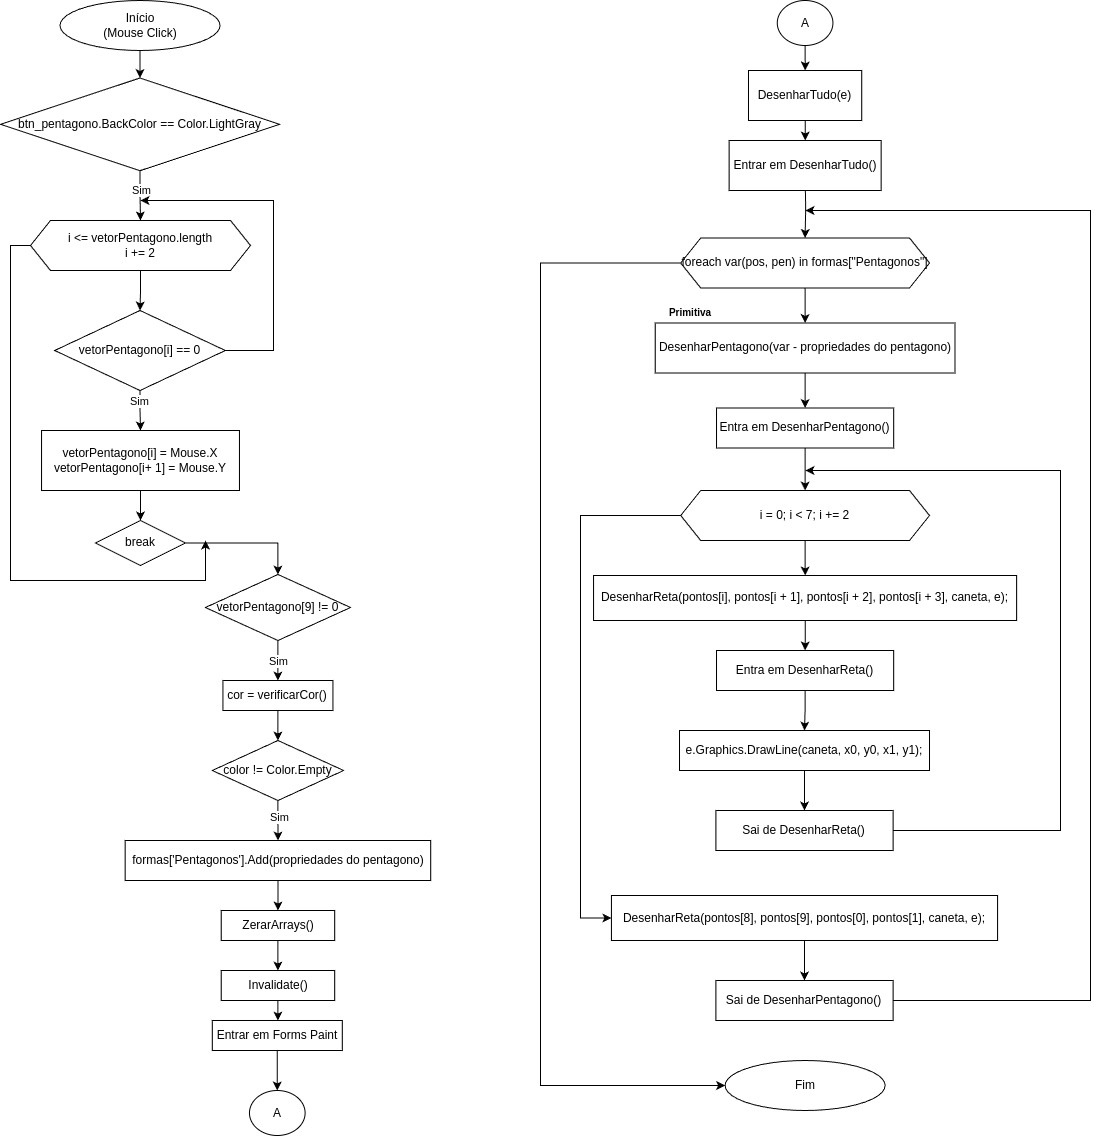 Início
(Mouse Click)
btn_pentagono.BackColor == Color.LightGray
Sim
i <= vetorPentagono.length
i += 2
vetorPentagono[i] == 0
Sim
vetorPentagono[i] = Mouse.X
vetorPentagono[i+ 1] = Mouse.Y
break
vetorPentagono[9] != 0
Sim
cor = verificarCor()
color != Color.Empty
Sim
formas['Pentagonos'].Add(propriedades do pentagono)
ZerarArrays()
Invalidate()
Entrar em Forms Paint
A
A
DesenharTudo(e)
Entrar em DesenharTudo()
foreach var(pos, pen) in formas["Pentagonos"]
Primitiva
DesenharPentagono(var - propriedades do pentagono)
Entra em DesenharPentagono()
i = 0; i < 7; i += 2
DesenharReta(pontos[i], pontos[i + 1], pontos[i + 2], pontos[i + 3], caneta, e);
Entra em DesenharReta()
e.Graphics.DrawLine(caneta, x0, y0, x1, y1);
Sai de DesenharReta()
DesenharReta(pontos[8], pontos[9], pontos[0], pontos[1], caneta, e);
Sai de DesenharPentagono()
Fim